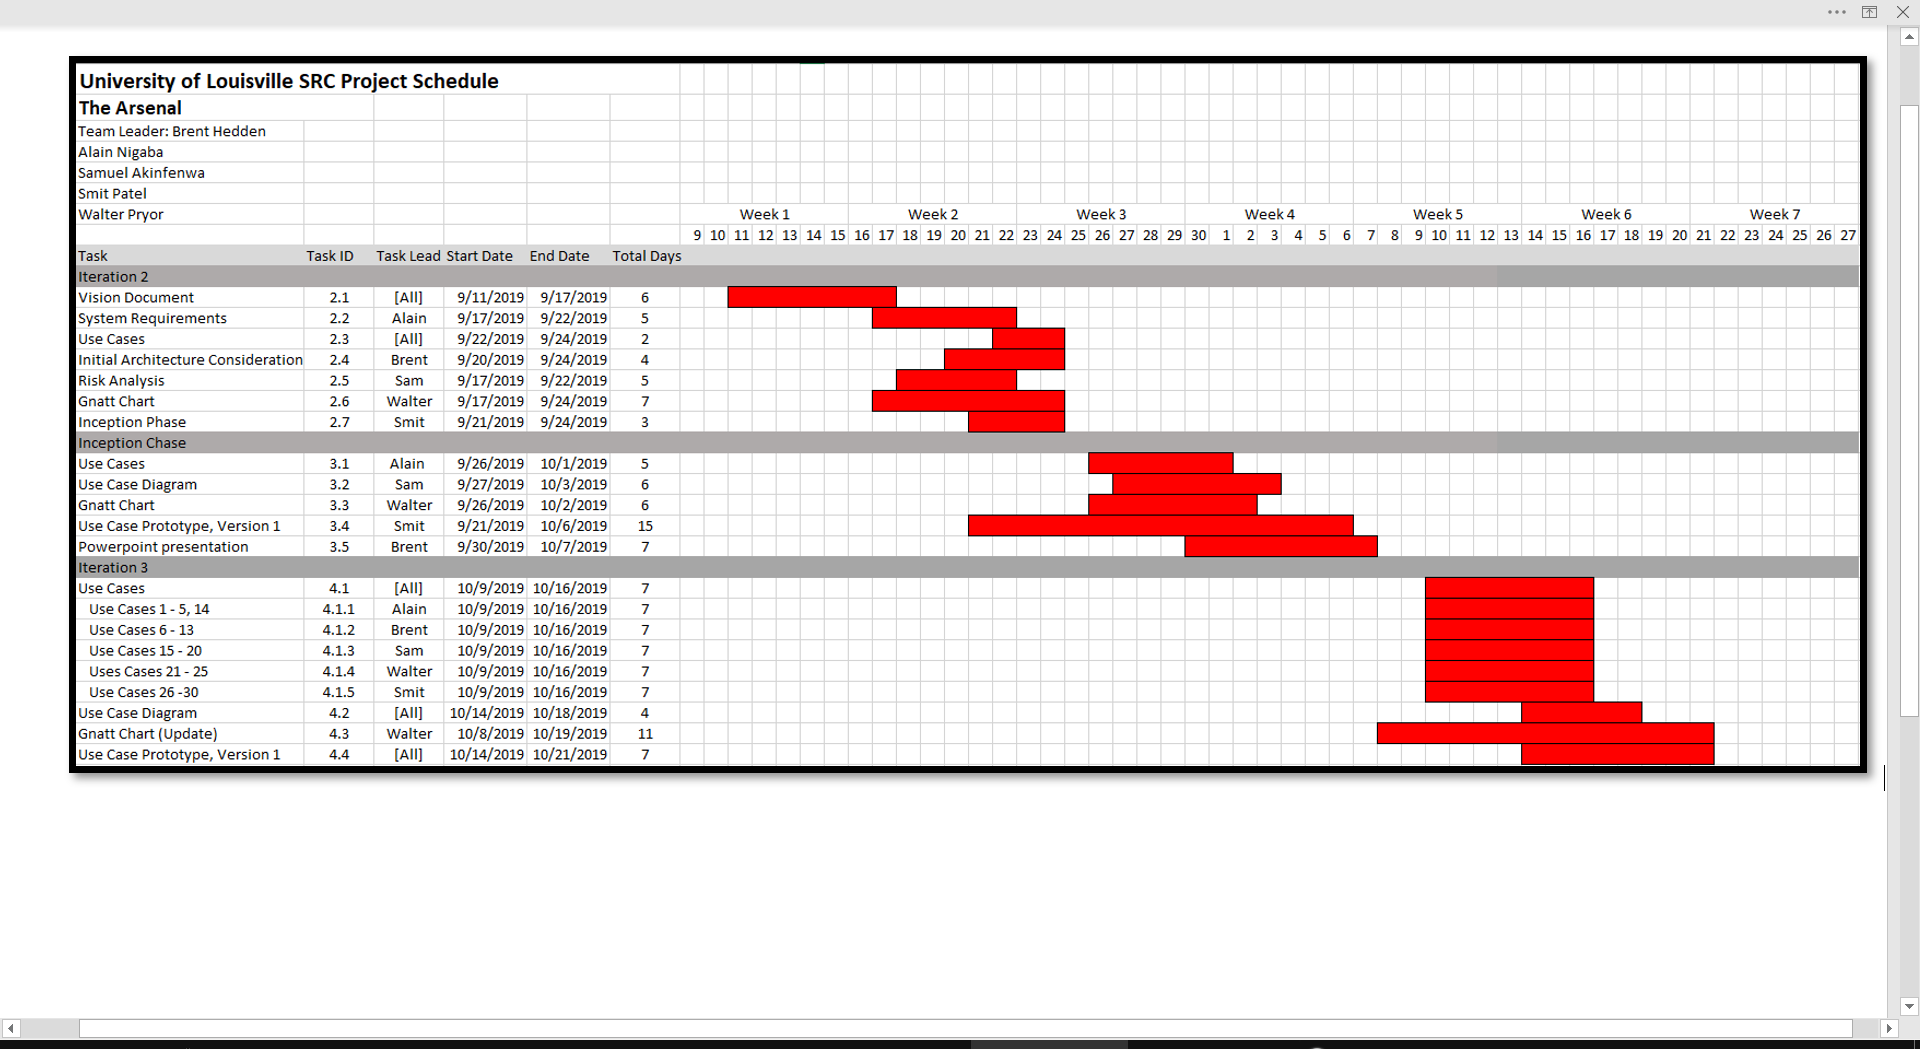 University of Louisville SRC Project Schedule
The Arsenal
Team Leader: Brent Hedden
Alain Nigaba
Samuel Akinfenwa
Smit Patel
Walter Pryor Week 1 Week 2 Week 3 Week 4 Week 5 Week 6 Week 7
9 10 11 12 13 14 15 16 17 18 19 20 21 22 23 24 25 26 27 28 29 30 1 2 3 4 5 6 7 8 9 10 11 12 13 14 15 16 17 18 19 20 21 22 23 24 25 26 27
Task Task ID Task Lead Start Date End Date Total Days
Iteration 2
Vision Document 2.1 [All] 9/11/2019 9/17/2019 6
System Requirements 2.2 Alain 9/17/2019 9/22/2019 5
Use Cases 2.3 [All] 9/22/2019 9/24/2019 2
Initial Architecture Consideration 2.4 Brent 9/20/2019 9/24/2019 4
Risk Analysis 2.5 Sam 9/17/2019 9/22/2019 5
Gnatt Chart 2.6 Walter 9/17/2019 9/24/2019 7
Inception Phase 2.7 Smit 9/21/2019 9/24/2019 3
Inception Chase
Use Cases 3.1 Alain 9/26/2019 10/1/2019 5
Use Case Diagram 3.2 Sam 9/27/2019 10/3/2019 6
Gnatt Chart 3.3 Walter 9/26/2019 10/2/2019 6
Use Case Prototype, Version 1 3.4 Smit 9/21/2019 10/6/2019 15
Powerpoint presentation 3.5 Brent 9/30/2019 10/7/2019 7
Iteration 3
Use Cases 4.1 [All] 10/9/2019 10/16/2019 7
Use Cases 1 - 5, 14 4.1.1 Alain 10/9/2019 10/16/2019 7
Use Cases 6 - 13 4.1.2 Brent 10/9/2019 10/16/2019 7
Use Cases 15 - 20 4.1.3 Sam 10/9/2019 10/16/2019 7
Uses Cases 21 - 25 4.1.4 Walter 10/9/2019 10/16/2019 7
Use Cases 26 -30 4.1.5 Smit 10/9/2019 10/16/2019 7
Use Case Diagram 4.2 [All] 10/14/2019 10/18/2019 4
Gnatt Chart (Update) 4.3 Walter 10/8/2019 10/19/2019 11
Use Case Prototype, Version 1 4.4 [All] 10/14/2019 10/21/2019 7